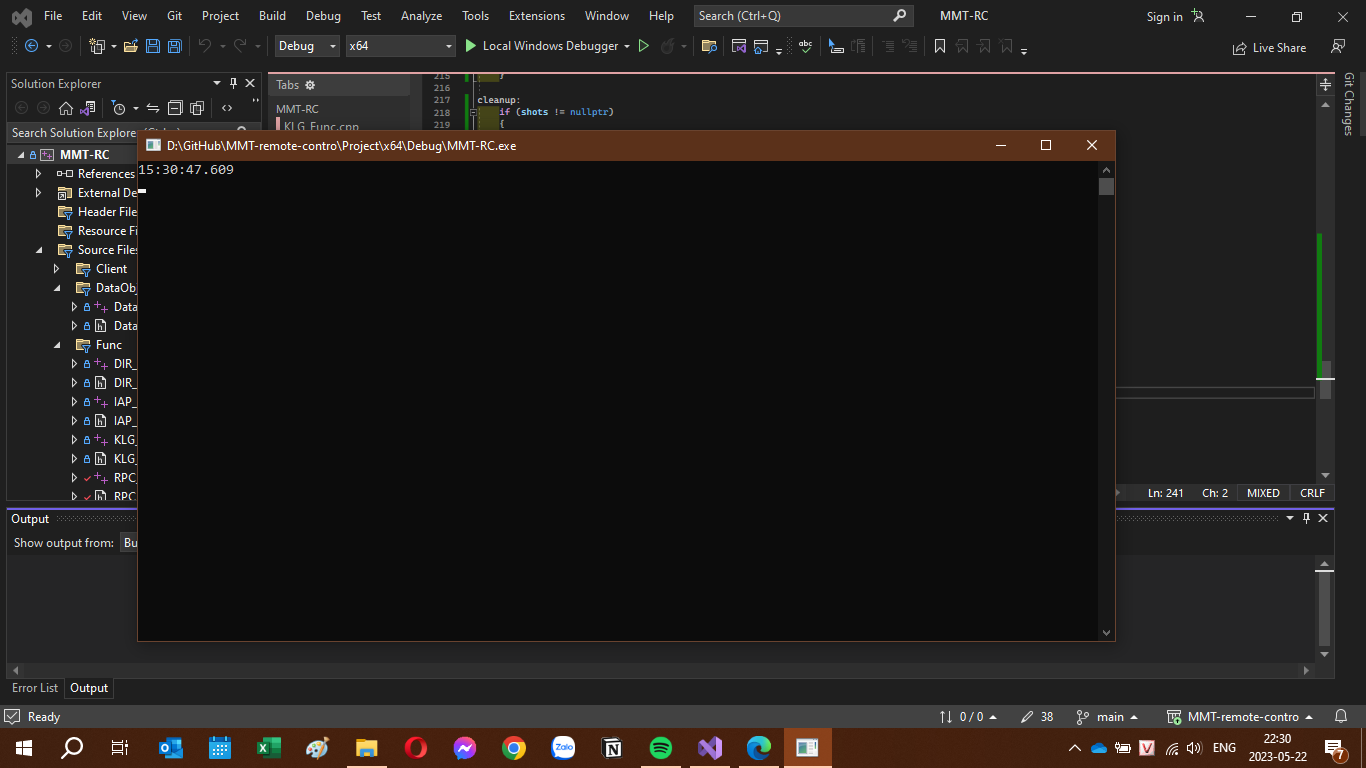 File Edit View Git Project Build Debug Test Analyze Tools Extensions Window Help Search (Ctrl+Q) MMT-RC Sign in
Debug x64 Local Windows Debugger Live Share
Solution Explorer
Search Solution Explorer
MMT-RC
References
External De
Header File
Resource Fi
Source Files
Client
DataOb
Data
Data
Func
DIR_
DIR_
IAP_
IAP_
KLG_
KLG_
RPC_
RPC
Tabs
MMT-RC
KLG_Func.cpp
215 }
216
217 cleanup:
218 if (shots != nullptr)
219 {
Git Changes
D:\GitHub\MMT-remote-contro\Project\x64\Debug\MMT-RC.exe
15:30:47.609
Ln: 241 Ch: 2 MIXED CRLF
Output
Show output from: Bu
Error List Output
Ready 0 / 0 38 main MMT-remote-contro
Zalo V ENG 22:30
2023-05-22
7